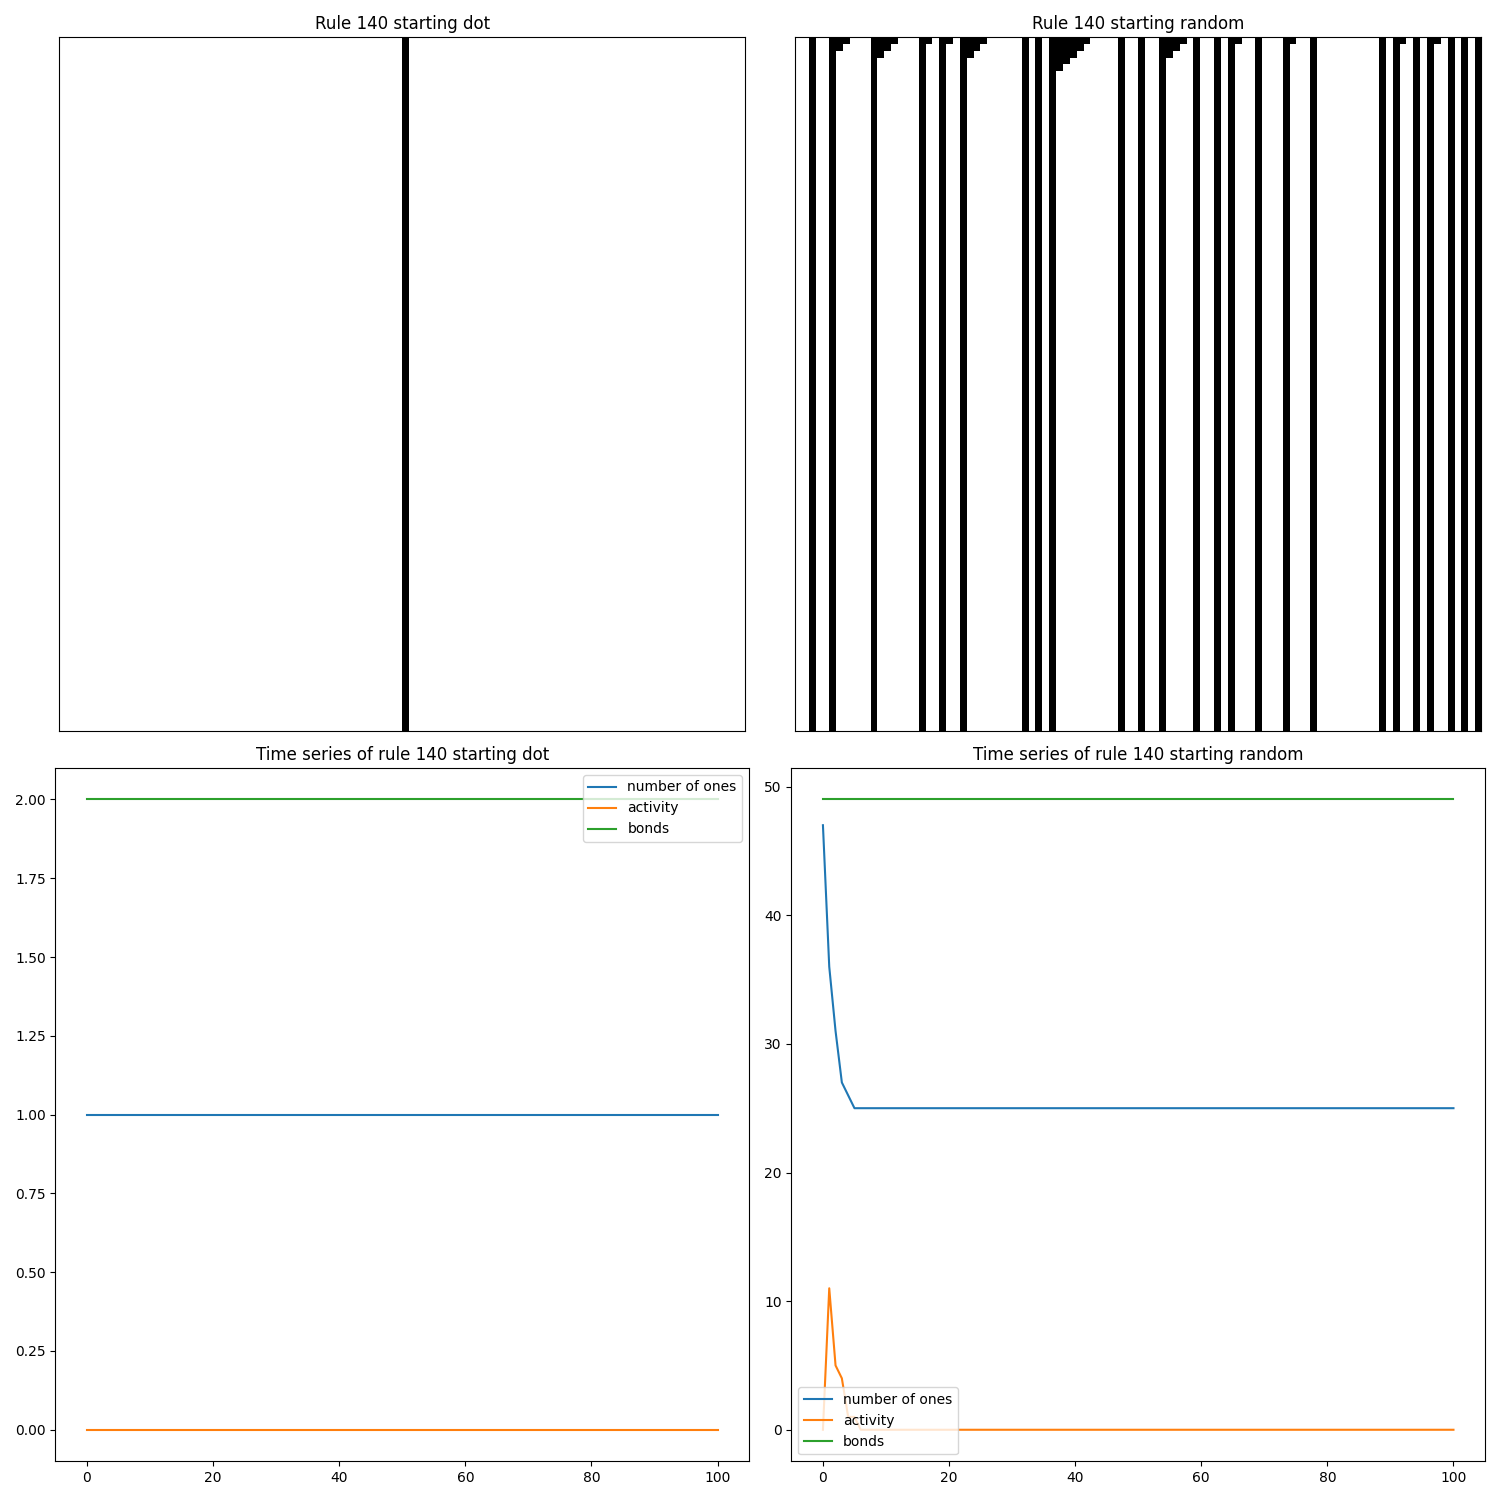 Rule 140 starting dot
Rule 140 starting random
Time series of rule 140 starting dot
2.00
1.75
1.50
1.25
1.00
0.75
0.50
0.25
0.00
0
20
40
60
80
100
number of ones
activity
bonds
Time series of rule 140 starting random
50
40
30
20
10
0
0
20
40
60
80
100
number of ones
activity
bonds